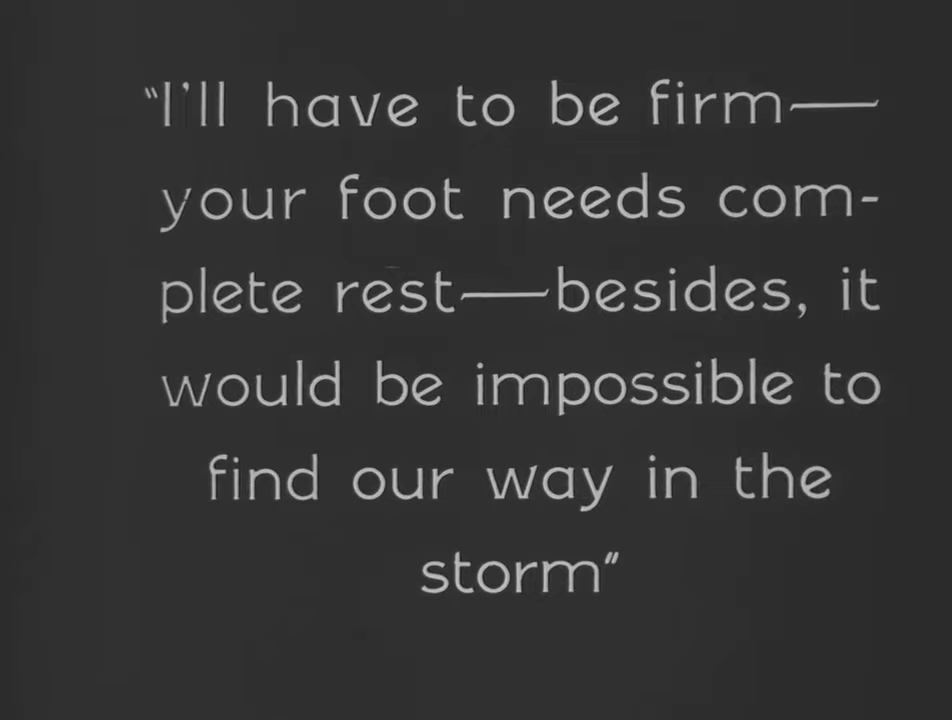 "I'll have to be firm—
your foot needs com-
plete rest—besides, it
would be impossible to
find our way in the
storm"